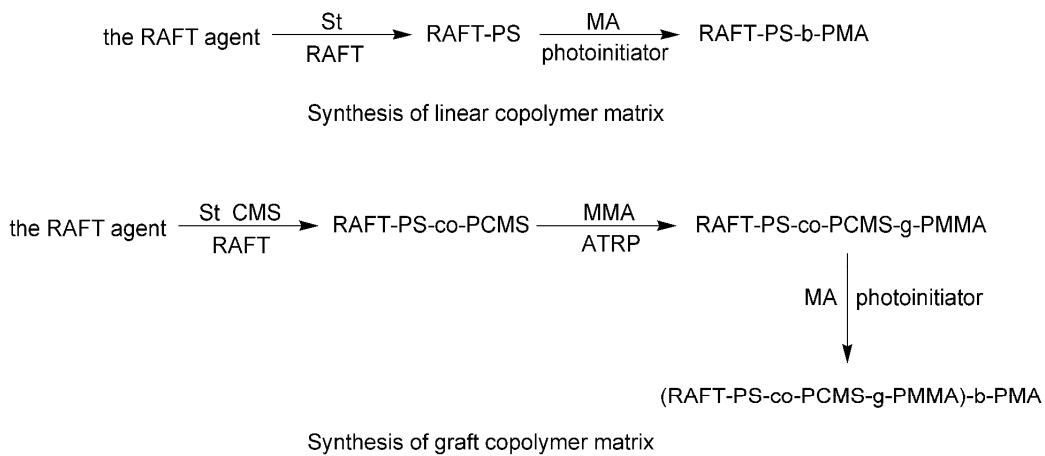 the RAFT agent St RAFT RAFT-PS MA photoinitiator RAFT-PS-b-PMA
Synthesis of linear copolymer matrix
the RAFT agent St CMS RAFT RAFT-PS-co-PCMS MMA ATRP RAFT-PS-co-PCMS-g-PMMA
MA photoinitiator
(RAFT-PS-co-PCMS-g-PMMA)-b-PMA
Synthesis of graft copolymer matrix